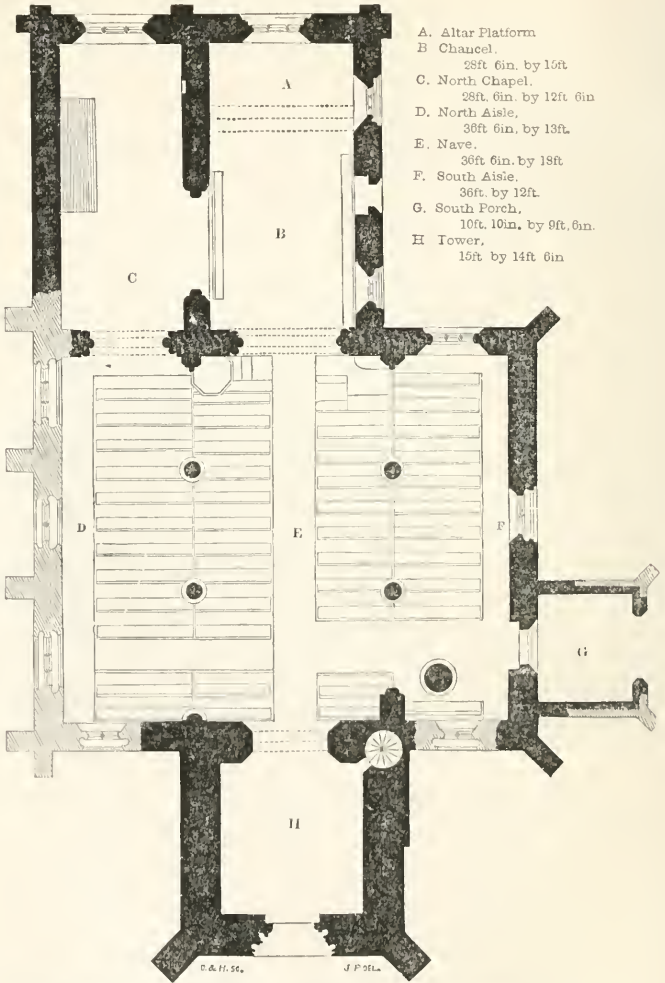 A. Altar Platform
B Chancel,
28ft 6in. by 15ft
C. North Chapel,
28ft. 6in. by 12ft 6in
D. North Aisle,
36ft 6in, by 13ft.
E. Nave,
36ft 6in. by 18ft
F. South Aisle,
36ft. by 12ft.
G. South Porch,
10ft. 10in. by 9ft, 6in.
H Tower,
15ft by 14ft 6in
A
B
C
D
E
F
G
H
J. F. DEL.